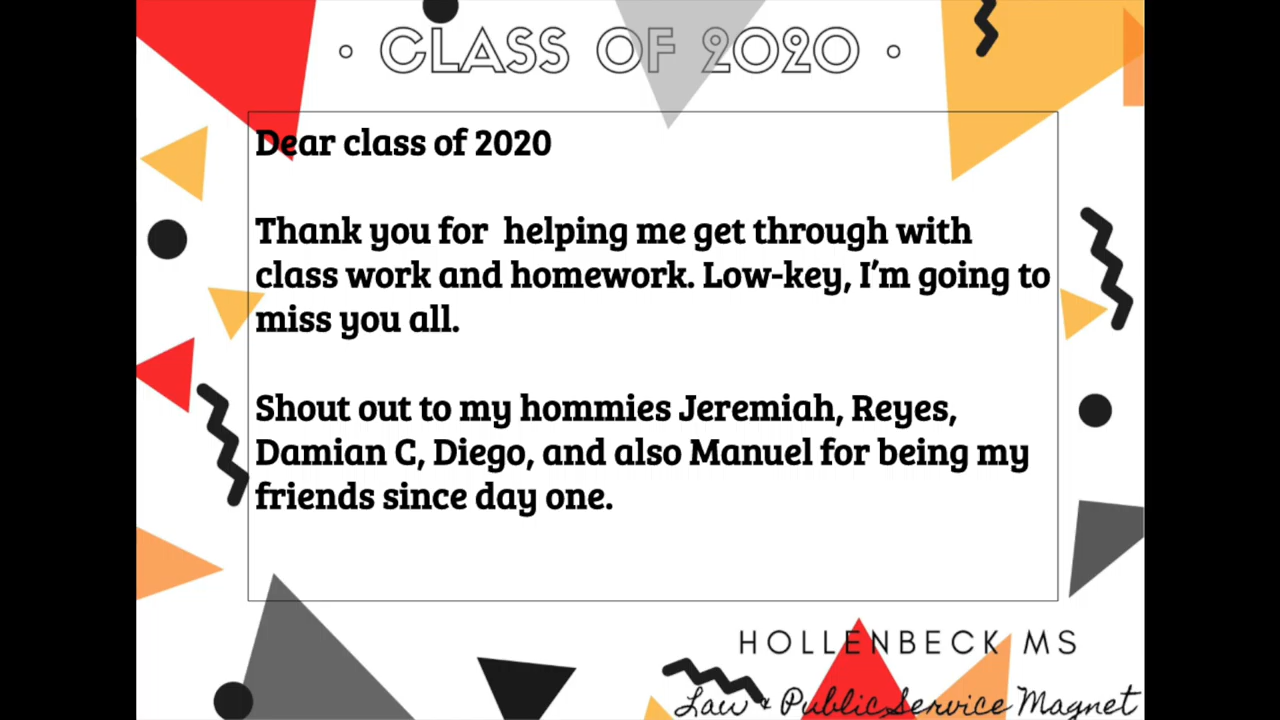 • CLASS OF 2020 •
Dear class of 2020
Thank you for  helping me get through with
class work and homework. Low-key, I’m going to
miss you all.
Shout out to my hommies Jeremiah, Reyes,
Damian C, Diego, and also Manuel for being my
friends since day one.
HOLLENBECK MS
Law & Public Service Magnet